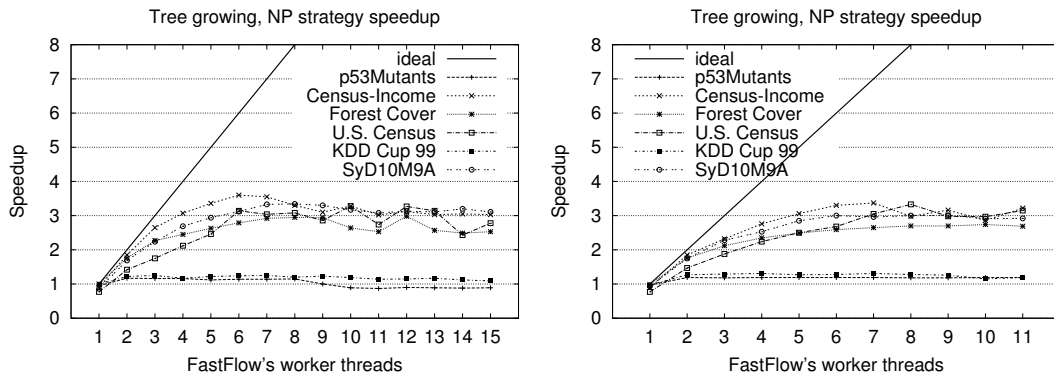 Tree growing, NP strategy speedup
8
7
6
5
4
3
2
1
0
Speedup
ideal
p53Mutants
Census-Income
Forest Cover
U.S. Census
KDD Cup 99
SyD10M9A
1 2 3 4 5 6 7 8 9 10 11 12 13 14 15
FastFlow's worker threads
Tree growing, NP strategy speedup
8
7
6
5
4
3
2
1
0
Speedup
ideal
p53Mutants
Census-Income
Forest Cover
U.S. Census
KDD Cup 99
SyD10M9A
1 2 3 4 5 6 7 8 9 10 11
FastFlow's worker threads